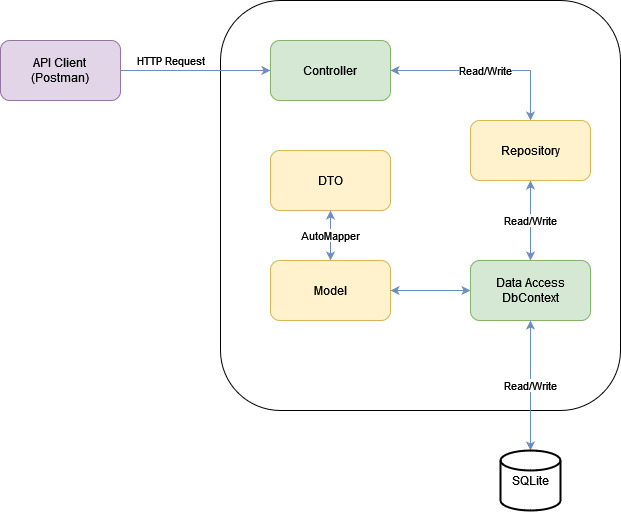 API Client
(Postman)
HTTP Request
Controller
Read/Write
Repository
DTO
Read/Write
AutoMapper
Model
Data Access
DbContext
Read/Write
SQLite